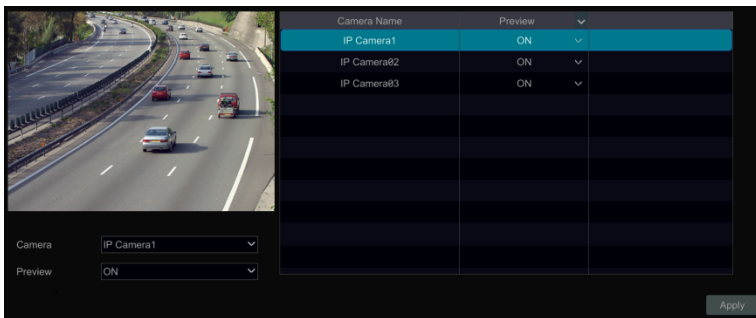 Camera Name Preview
IP Camera1 ON
IP Camera02 ON
IP Camera03 ON
Camera IP Camera1
Preview ON
Apply